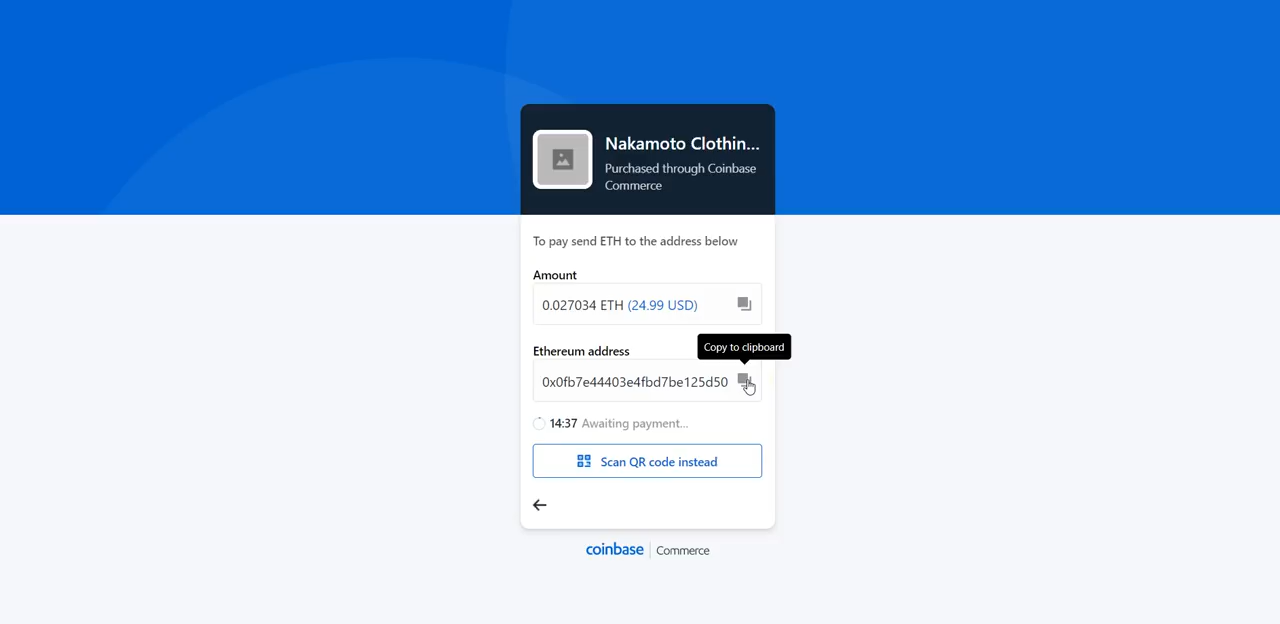 Nakamoto Clothin...
Purchased through Coinbase
Commerce
To pay send ETH to the address below
Amount
0.027034 ETH (24.99 USD)
Copy to clipboard
Ethereum address
0x0fb7e44403e4fbd7be125d50
14:37 Awaiting payment...
Scan QR code instead
coinbase Commerce